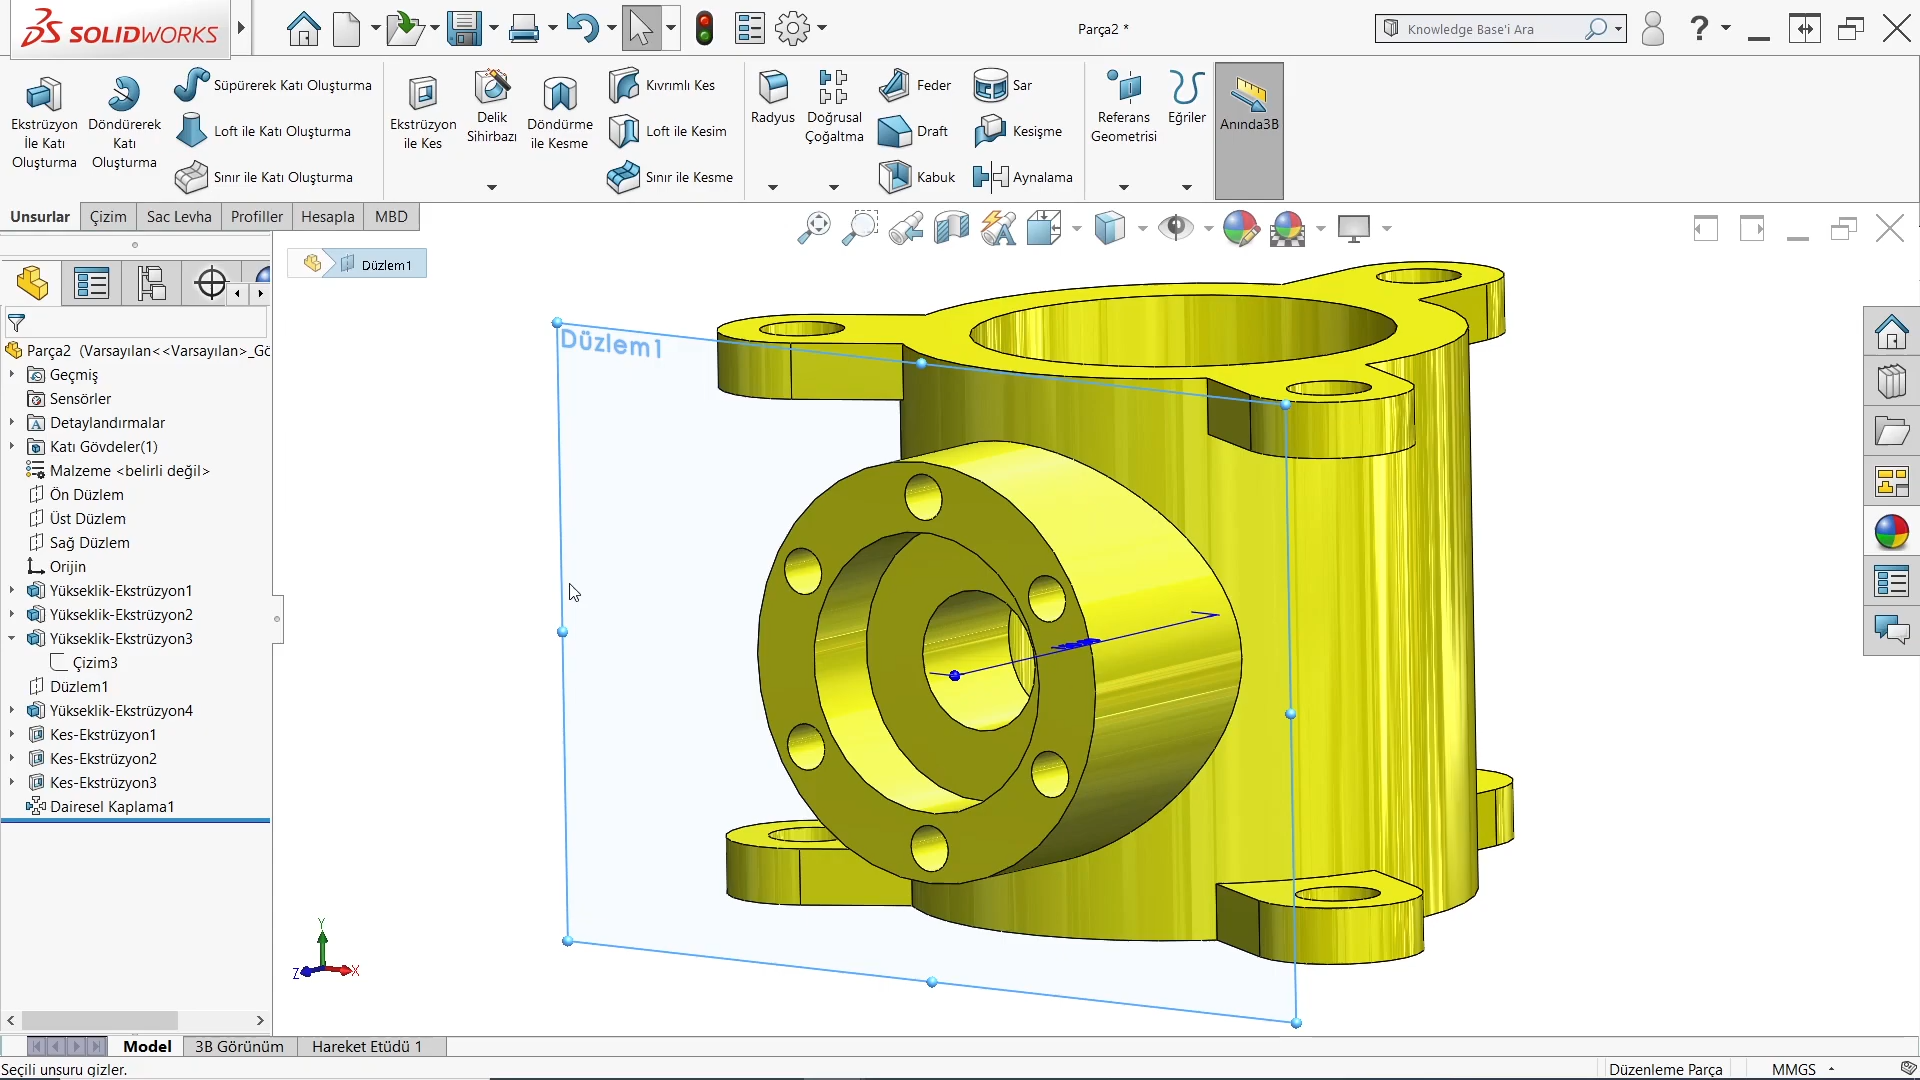 SOLIDWORKS
Parça2 *
Knowledge Base'i Ara
Ekstrüzyon
İle Katı
Oluşturma
Döndürerek
Katı
Oluşturma
Süpürerek Katı Oluşturma
Loft ile Katı Oluşturma
Sınır ile Katı Oluşturma
Ekstrüzyon
ile Kes
Delik
Sihirbazı
Döndürme
ile Kesme
Kıvrımlı Kes
Loft ile Kesim
Sınır ile Kesme
Radyus
Doğrusal
Çoğaltma
Feder
Draft
Kabuk
Sar
Kesişme
Aynalama
Referans
Geometrisi
Eğriler
Anında3B
Unsurlar
Çizim
Sac Levha
Profiller
Hesapla
MBD
Düzlem1
Düzlem1
Parça2 (Varsayılan<<Varsayılan>_Gö
Geçmiş
Sensörler
Detaylandırmalar
Katı Gövdeler(1)
Malzeme <belirli değil>
Ön Düzlem
Üst Düzlem
Sağ Düzlem
Orijin
Yükseklik-Ekstrüzyon1
Yükseklik-Ekstrüzyon2
Yükseklik-Ekstrüzyon3
Çizim3
Düzlem1
Yükseklik-Ekstrüzyon4
Kes-Ekstrüzyon1
Kes-Ekstrüzyon2
Kes-Ekstrüzyon3
Dairesel Kaplama1
Y
Z
X
Model
3B Görünüm
Hareket Etüdü 1
Seçili unsuru gizler.
Düzenleme Parça
MMGS